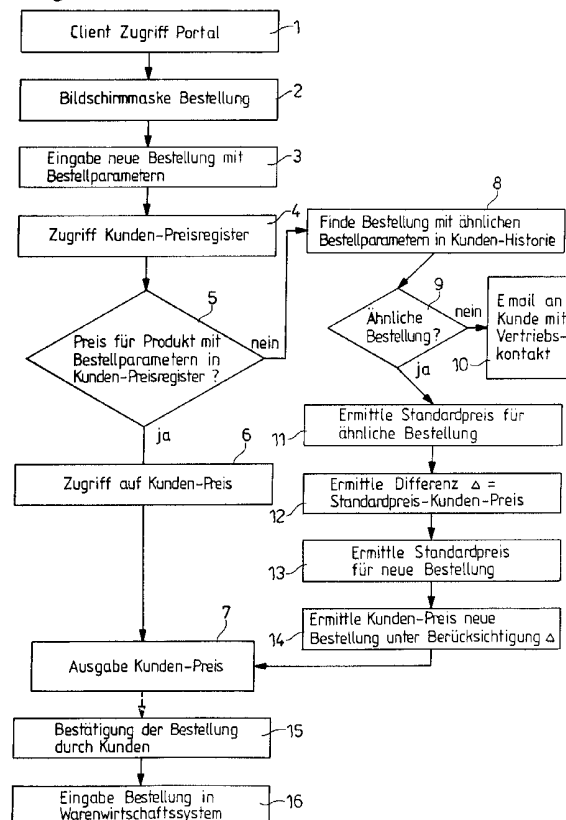 Client Zugriff Portal
1
Bildschirmmaske Bestellung
2
Eingabe neue Bestellung mit
Bestellparametern
3
Zugriff Kunden-Preisregister
4
Preis für Produkt mit
Bestellparametern in
Kunden-Preisregister ?
5
nein
ja
Zugriff auf Kunden-Preis
6
Ausgabe Kunden-Preis
7
Finde Bestellung mit ähnlichen
Bestellparametern in Kunden-Historie
8
Ähnliche
Bestellung?
9
nein
ja
Email an
Kunde mit
Vertriebs-
kontakt
10
Ermittle Standardpreis für
ähnliche Bestellung
11
Ermittle Differenz Δ =
Standardpreis-Kunden-Preis
12
Ermittle Standardpreis
für neue Bestellung
13
Ermittle Kunden-Preis neue
Bestellung unter Berücksichtigung Δ
14
Bestätigung der Bestellung
durch Kunden
15
Eingabe Bestellung in
Warenwirtschaftssystem
16